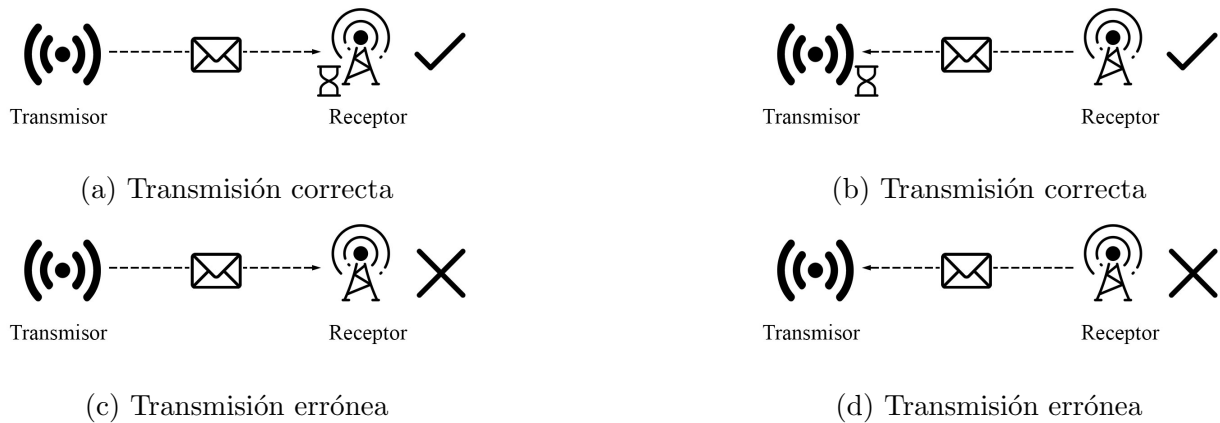 Transmisor Receptor Transmisor Receptor
(a) Transmisión correcta (b) Transmisión correcta
Transmisor Receptor Transmisor Receptor
(c) Transmisión errónea (d) Transmisión errónea